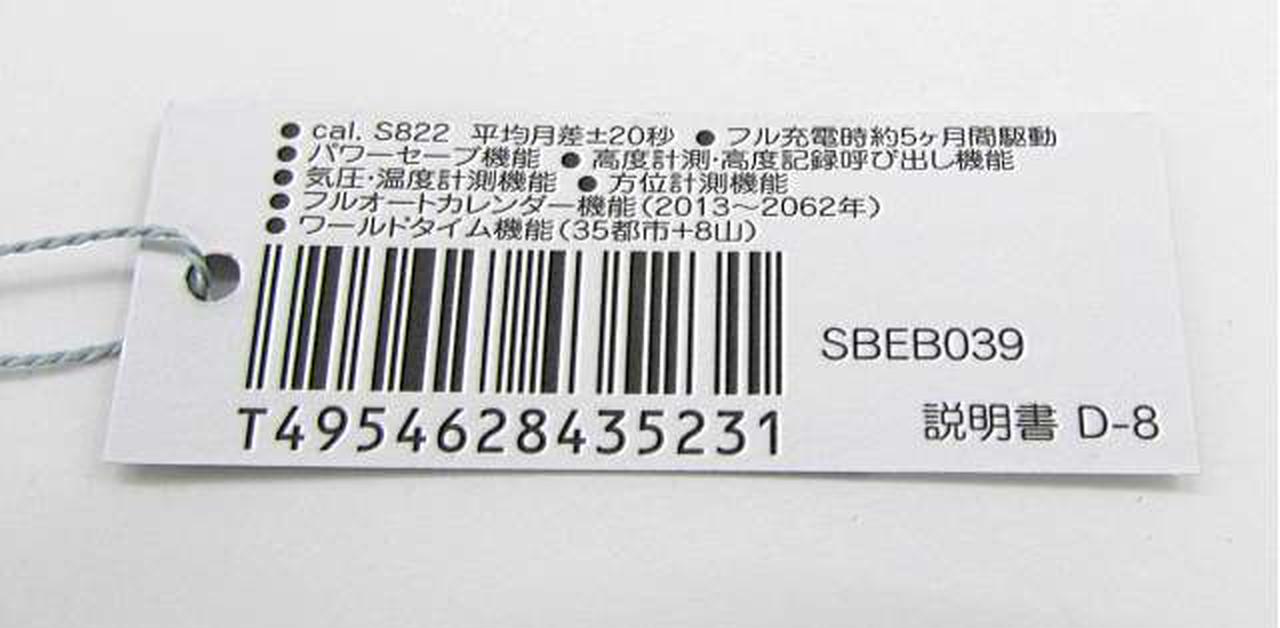 ● cal. S822 平均月差±20秒 ● フル充電時約5ヶ月間駆動
● パワーセーブ機能 ● 高度計測・高度記録呼び出し機能
● 気圧・温度計測機能 ● 方位計測機能
● フルオートカレンダー機能(2013～2062年)
● ワールドタイム機能(35都市+8山)
SBEB039
T4954628435231
説明書 D-8